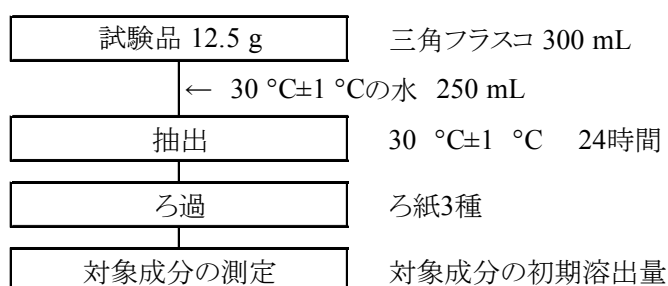 試験品 12.5 g 三角フラスコ 300 mL
← 30 °C±1 °Cの水 250 mL
抽出 30 °C±1 °C 24時間
ろ過 ろ紙3種
対象成分の測定 対象成分の初期溶出量